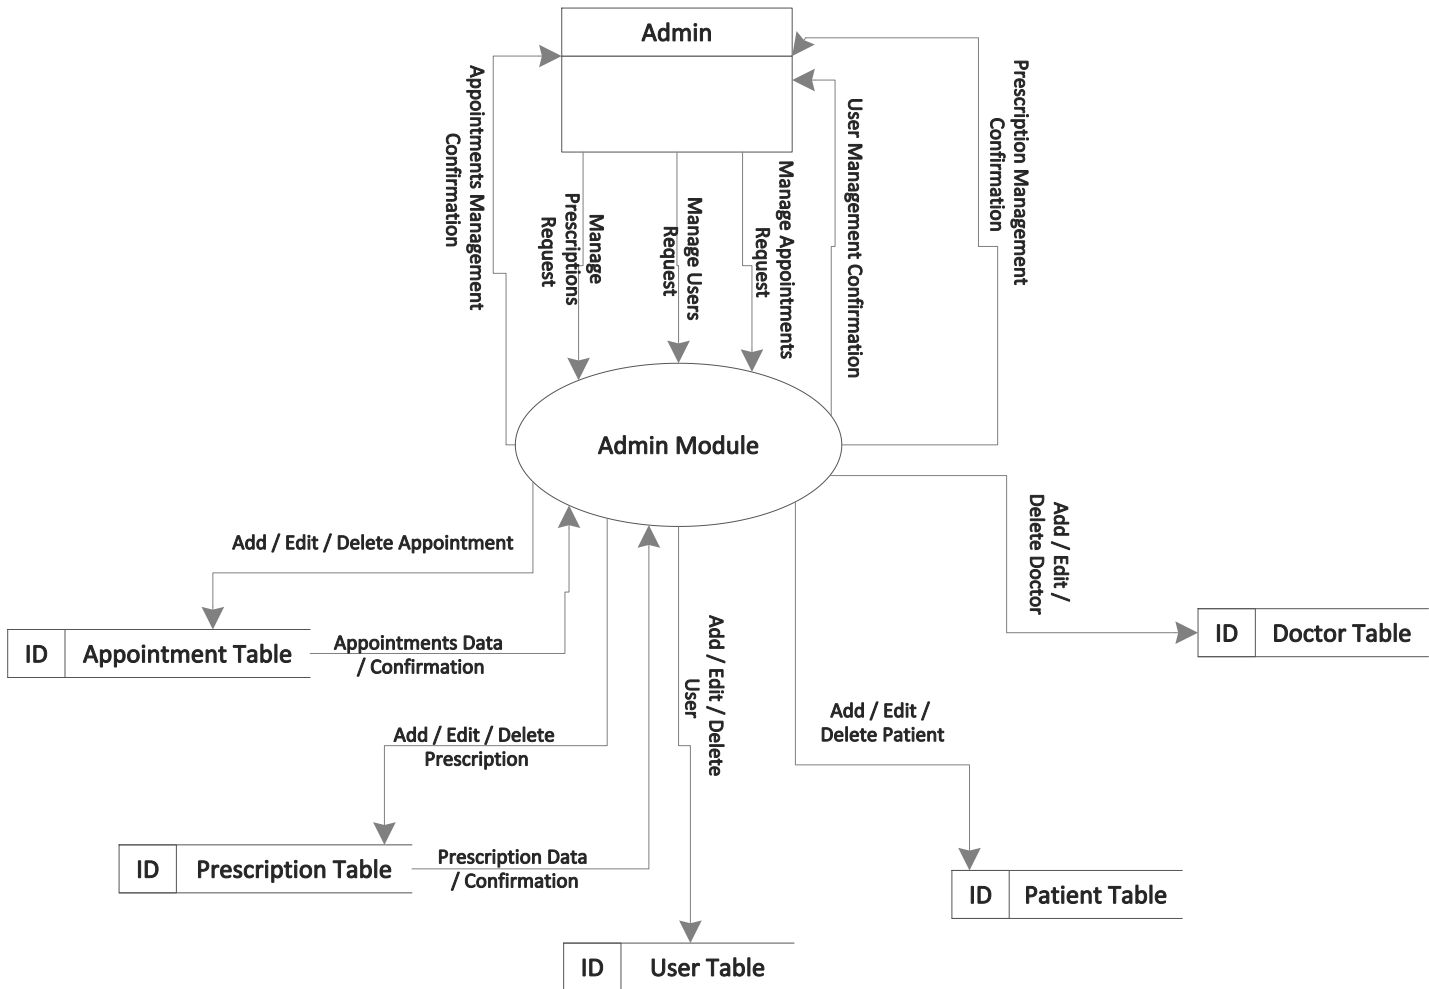 Admin
Appointments Management
Confirmation
Manage
Prescriptions
Request
Manage Users
Request
Manage Appointments
Request
User Management Confirmation
Prescription Management
Confirmation
Admin Module
Add / Edit / Delete Appointment
Add / Edit /
Delete Doctor
ID
Appointment Table
Appointments Data
/ Confirmation
ID
Doctor Table
Add / Edit / Delete
User
Add / Edit / Delete
Prescription
Add / Edit /
Delete Patient
ID
Prescription Table
Prescription Data
/ Confirmation
ID
Patient Table
ID
User Table